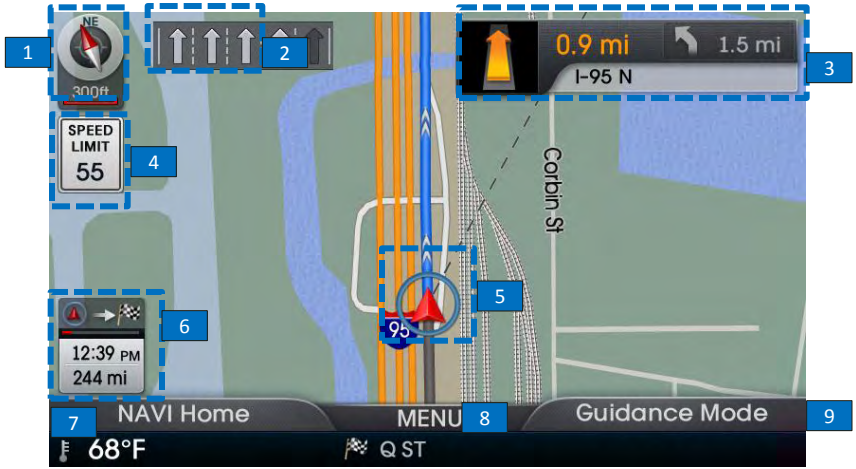 NE
300ft
1
2
0.9 mi
1.5 mi
I-95 N
3
SPEED
LIMIT
55
4
Corbin St
5
95
6
12:39 PM
244 mi
7
NAVI Home
MENU
8
Guidance Mode
9
68°F
Q ST